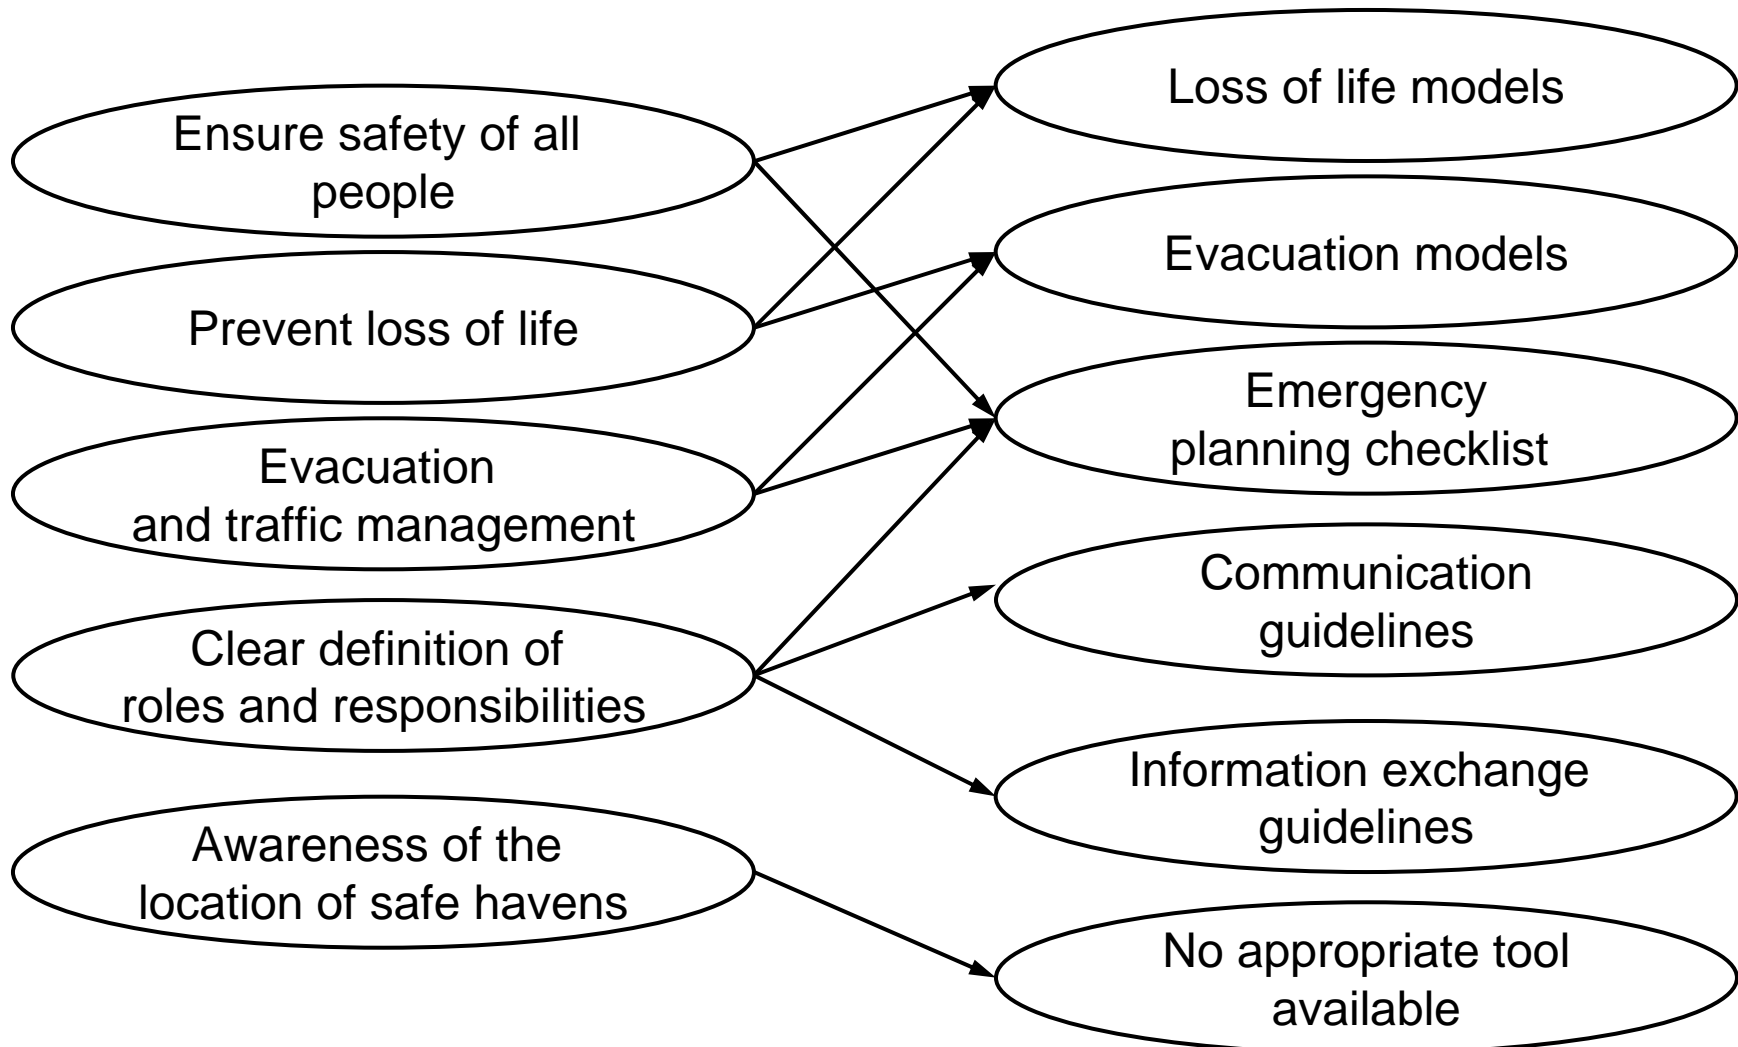 Ensure safety of all
people
Prevent loss of life
Evacuation
and traffic management
Clear definition of
roles and responsibilities
Awareness of the
location of safe havens
Loss of life models
Evacuation models
Emergency
planning checklist
Communication
guidelines
Information exchange
guidelines
No appropriate tool
available